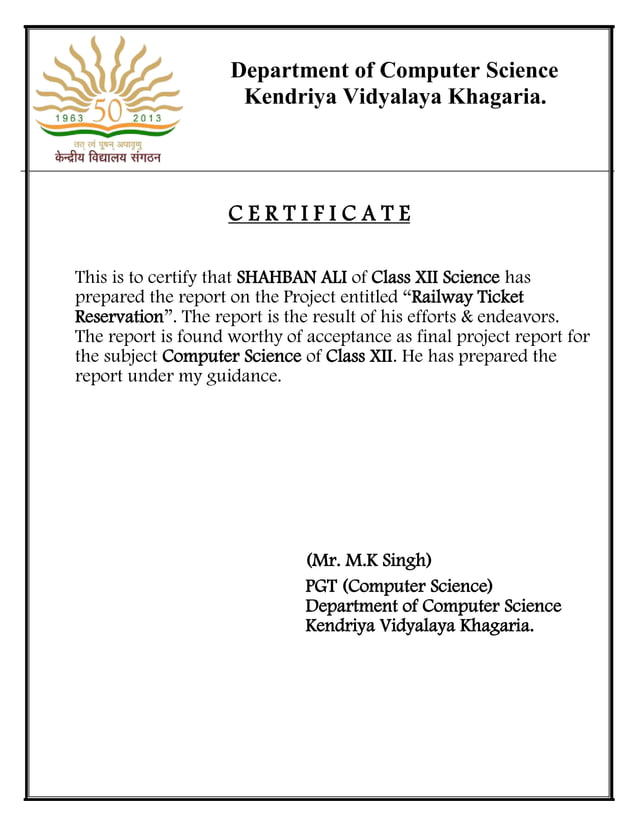 Department of Computer Science
Kendriya Vidyalaya Khagaria.
1963 50 2013
तत् त्वं पूषन् अपावृणु
केन्द्रीय विद्यालय संगठन
CERTIFICATE
This is to certify that SHAHBAN ALI of Class XII Science has
prepared the report on the Project entitled “Railway Ticket
Reservation”. The report is the result of his efforts & endeavors.
The report is found worthy of acceptance as final project report for
the subject Computer Science of Class XII. He has prepared the
report under my guidance.
(Mr. M.K Singh)
PGT (Computer Science)
Department of Computer Science
Kendriya Vidyalaya Khagaria.